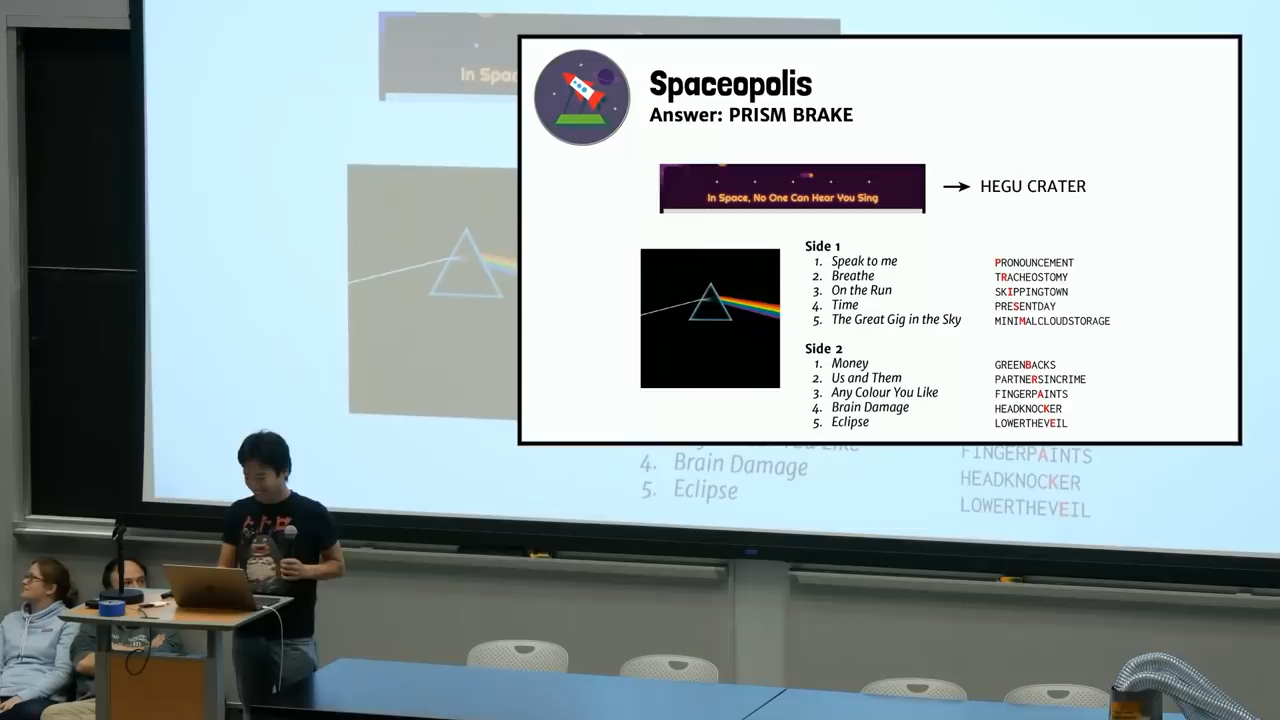 Spaceopolis
Answer: PRISM BRAKE
In Spac
In Space, No One Can Hear You Sing
HEGU CRATER
Side 1
1. Speak to me PRONOUNCEMENT
2. Breathe TRACHEOSTOMY
3. On the Run SKIPPINGTOWN
4. Time PRESENTDAY
5. The Great Gig in the Sky MINIMALCLOUDSTORAGE
Side 2
1. Money GREENBACKS
2. Us and Them PARTNERSINCRIME
3. Any Colour You Like FINGERPAINTS
4. Brain Damage HEADKNOCKER
5. Eclipse LOWERTHEVEIL
FINGERPAINTS
4. Brain Damage HEADKNOCKER
5. Eclipse LOWERTHEVEIL